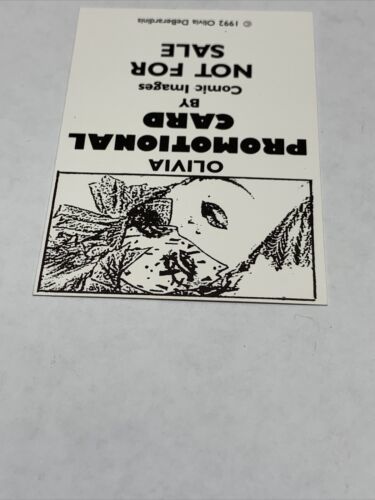 OLIVIA
PROMOTIONAL
CARD
BY
Comic Images
NOT FOR
SALE
© 1992 Olivia DeBerardinis